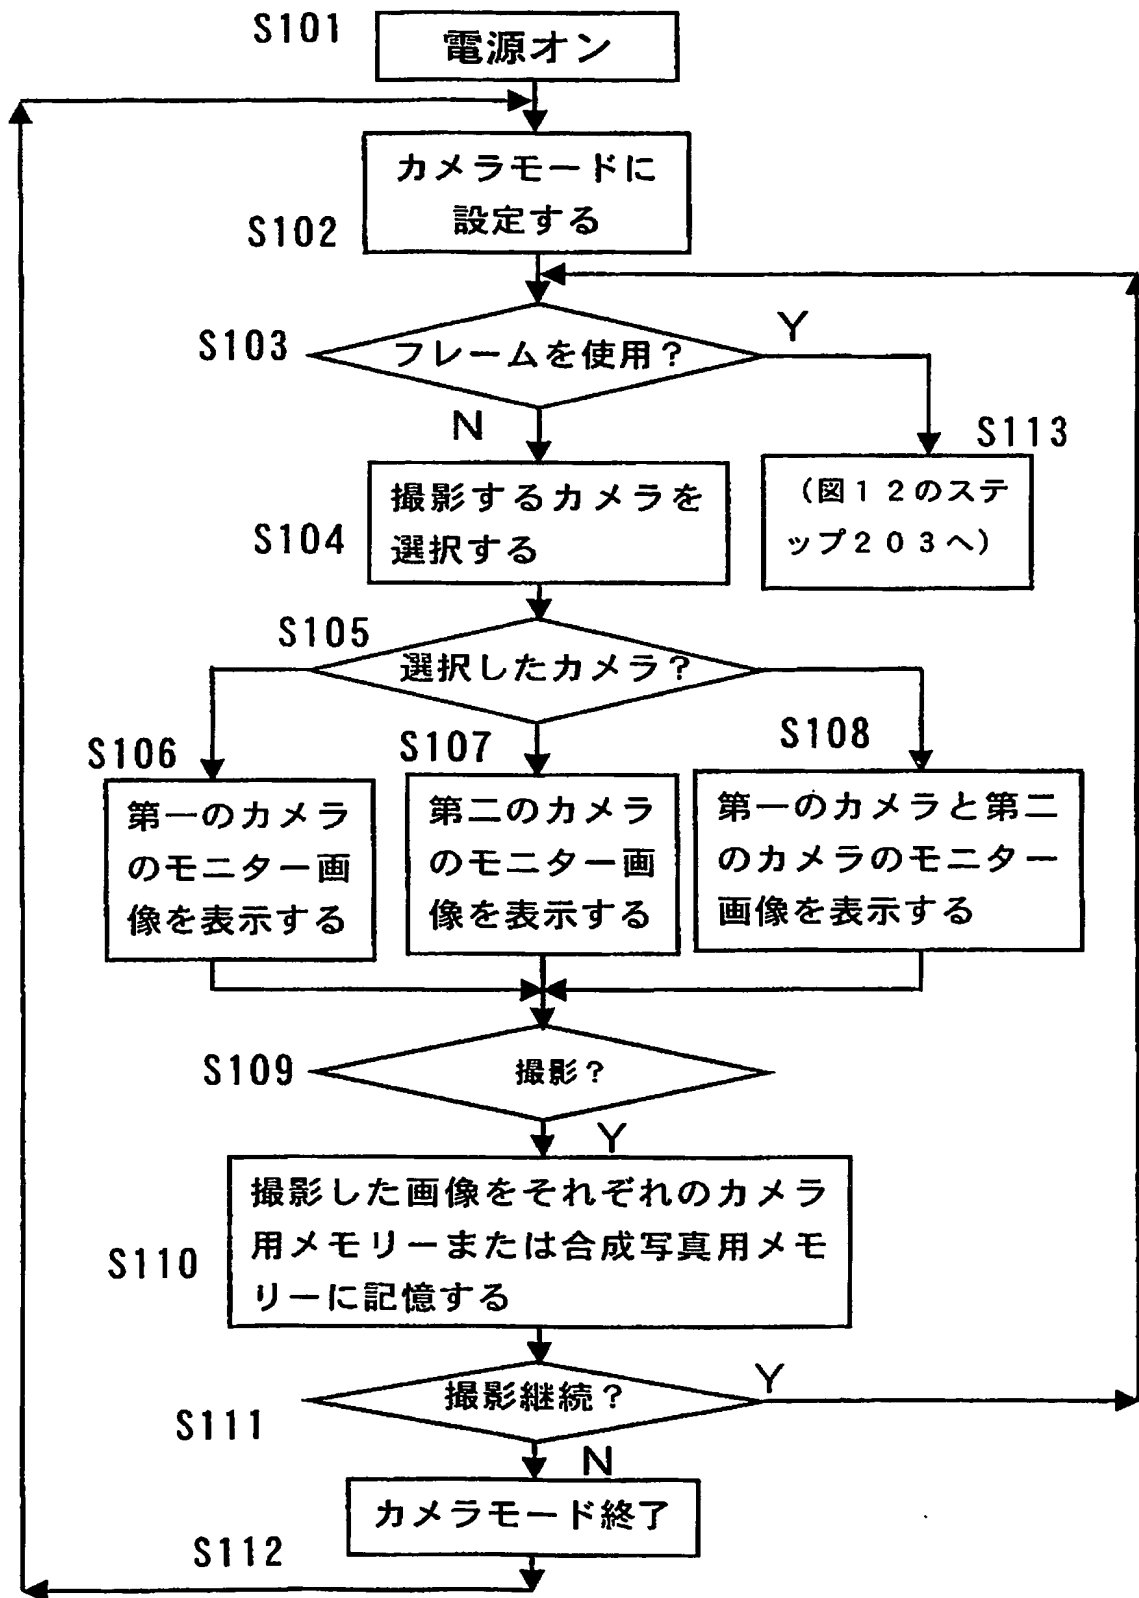 S101
電源オン
カメラモードに
設定する
S102
S103
フレームを使用？
Y
N
S113
（図１２のステ
ップ２０３へ）
撮影するカメラを
選択する
S104
S105
選択したカメラ？
S106
第一のカメラ
のモニター画
像を表示する
S107
第二のカメラ
のモニター画
像を表示する
S108
第一のカメラと第二
のカメラのモニター
画像を表示する
S109
撮影？
Y
撮影した画像をそれぞれのカメラ
用メモリーまたは合成写真用メモ
リーに記憶する
S110
撮影継続？
Y
S111
N
カメラモード終了
S112